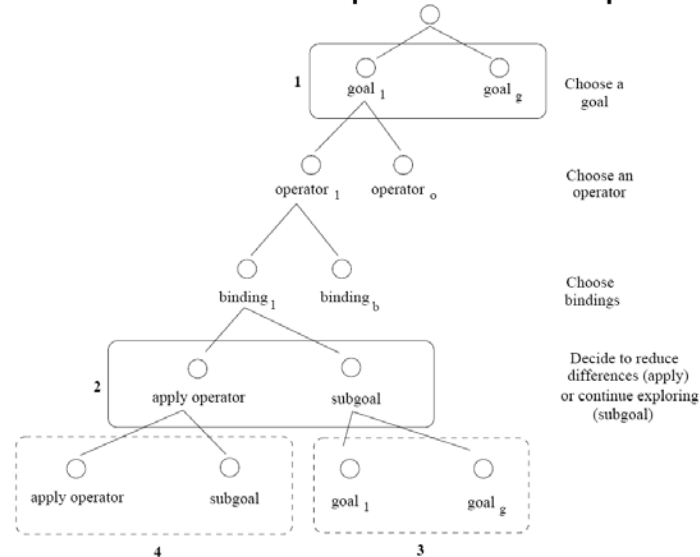 1
goal 1
goal g
Choose a
goal
operator 1
operator o
Choose an
operator
binding 1
binding b
Choose
bindings
2
apply operator
subgoal
Decide to reduce
differences (apply)
or continue exploring
(subgoal)
apply operator
subgoal
goal 1
goal g
4
3